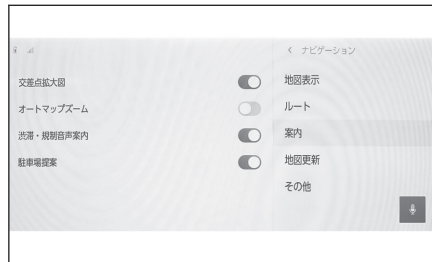 交差点拡大図
オートマップズーム
渋滞・規制音声案内
駐車場提案
< ナビゲーション
地図表示
ルート
案内
地図更新
その他